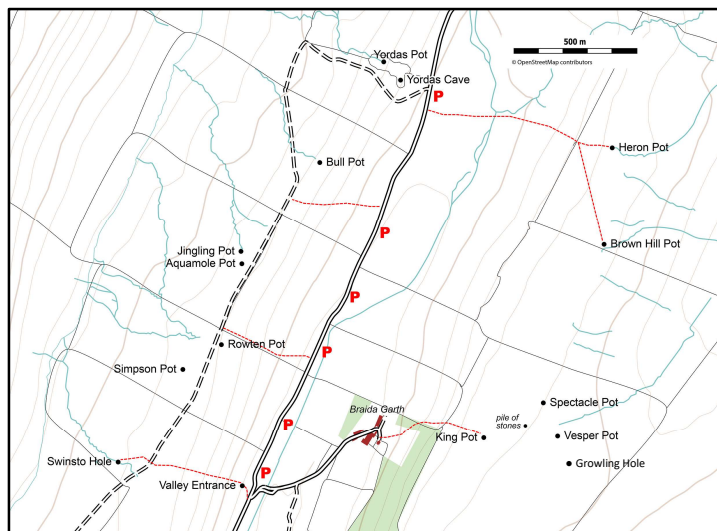 Yordas Pot
500 m
© OpenStreetMap contributors
Yordas Cave
P
Heron Pot
Bull Pot
P
Brown Hill Pot
Jingling Pot
Aquamole Pot
P
Rowten Pot
P
Simpson Pot
Braida Garth
pile of
stones
Spectacle Pot
P
King Pot
Vesper Pot
Swinsto Hole
P
Growling Hole
Valley Entrance